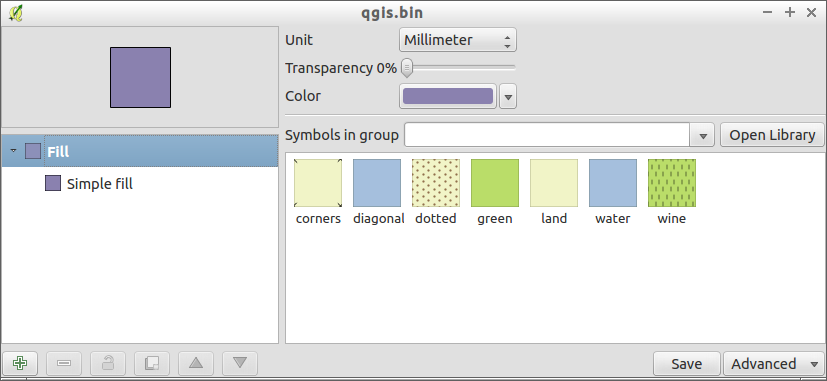 qgis.bin
Unit Millimeter
Transparency 0%
Color
Symbols in group Open Library
Fill
Simple fill
corners diagonal dotted green land water wine
Save Advanced